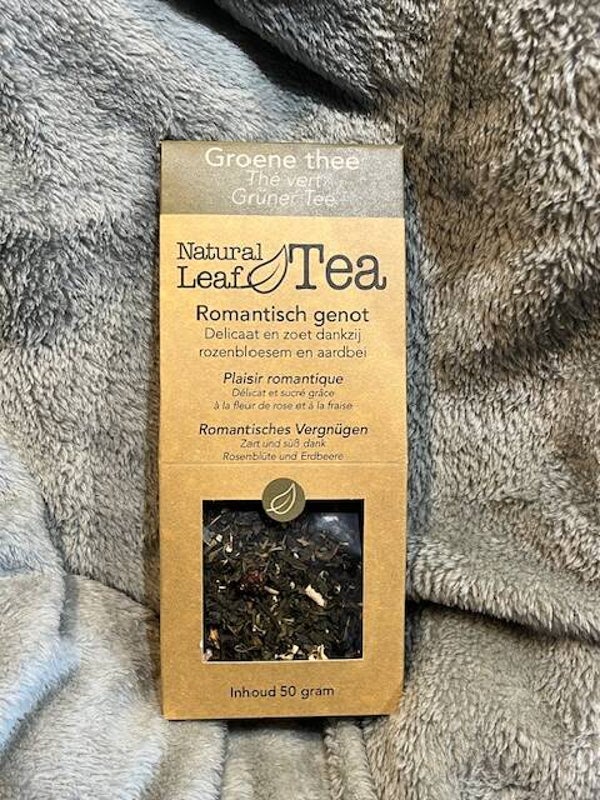 Groene thee
Thé vert
Grüner Tee
Natural
Leaf Tea
Romantisch genot
Delicaat en zoet dankzij
rozenbloesem en aardbei
Plaisir romantique
Délicat et sucré grâce
à la fleur de rose et à la fraise
Romantisches Vergnügen
Zart und süß dank
Rosenblüte und Erdbeere
Inhoud 50 gram